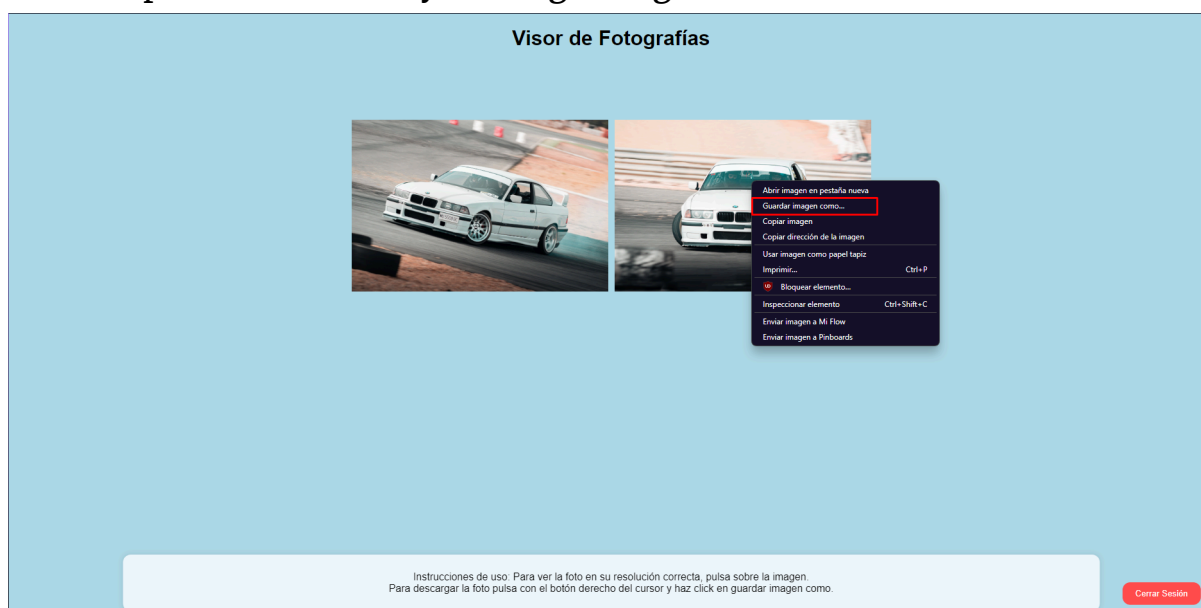 Visor de Fotografías
Abrir imagen en pestaña nueva
Guardar imagen como...
Copiar imagen
Copiar dirección de la imagen
Usar imagen como papel tapiz
Imprimir... Ctrl+P
Bloquear elemento...
Inspeccionar elemento Ctrl+Shift+C
Enviar imagen a Mi Flow
Enviar imagen a Pinboards
Instrucciones de uso: Para ver la foto en su resolución correcta, pulsa sobre la imagen.
Para descargar la foto pulsa con el botón derecho del cursor y haz click en guardar imagen como.
Cerrar Sesión